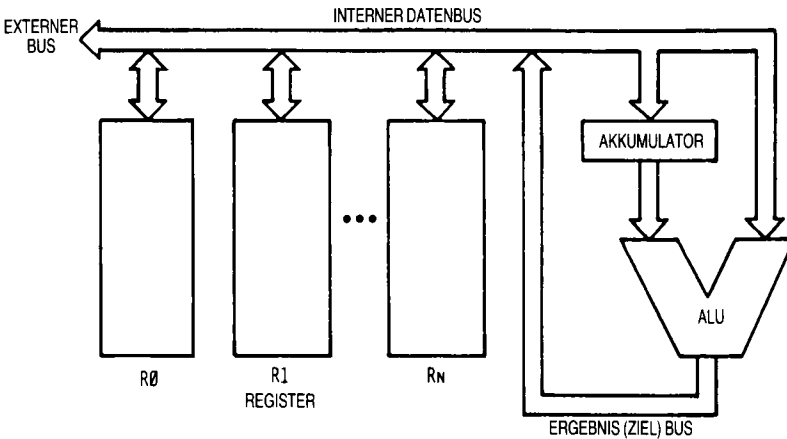 INTERNER DATENBUS
EXTERNER
BUS
AKKUMULATOR
ALU
RØ
R1
RN
REGISTER
ERGEBNIS (ZIEL) BUS